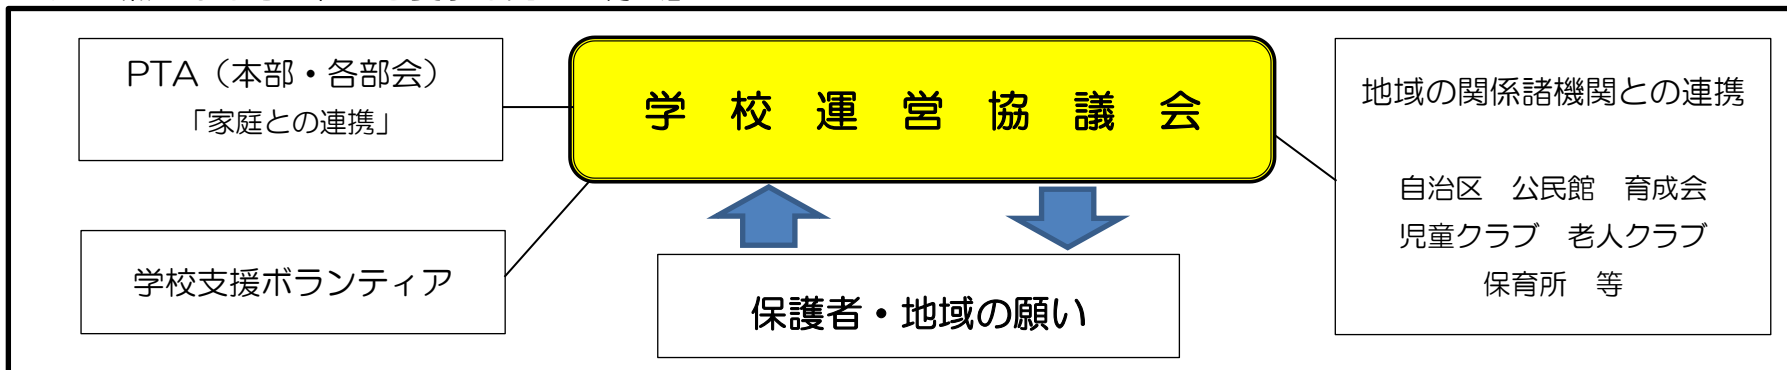 PTA（本部・各部会）
「家庭との連携」
学校運営協議会
地域の関係諸機関との連携
自治区　公民館　育成会
児童クラブ　老人クラブ
保育所　等
学校支援ボランティア
保護者・地域の願い